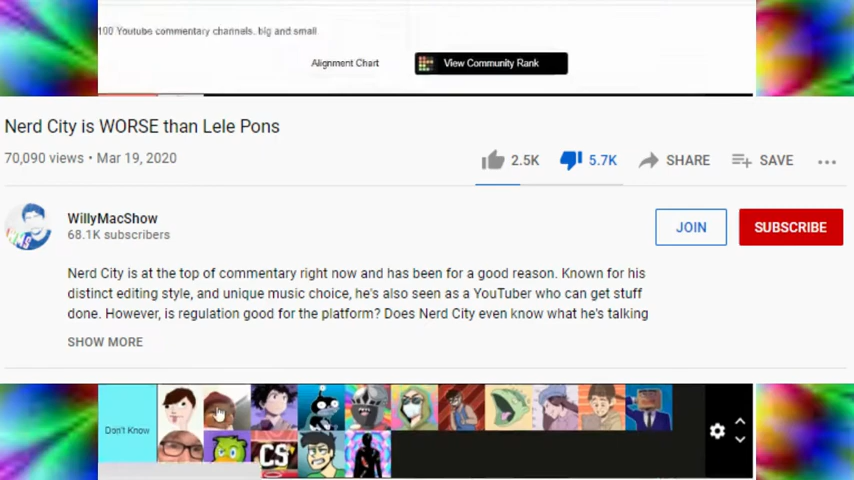 100 Youtube commentary channels, big and small
Alignment Chart
View Community Rank
Nerd City is WORSE than Lele Pons
70,090 views • Mar 19, 2020
2.5K
5.7K
SHARE
SAVE
WillyMacShow
68.1K subscribers
JOIN
SUBSCRIBE
Nerd City is at the top of commentary right now and has been for a good reason. Known for his
distinct editing style, and unique music choice, he's also seen as a YouTuber who can get stuff
done. However, is regulation good for the platform? Does Nerd City even know what he's talking
SHOW MORE
Don't Know
CS